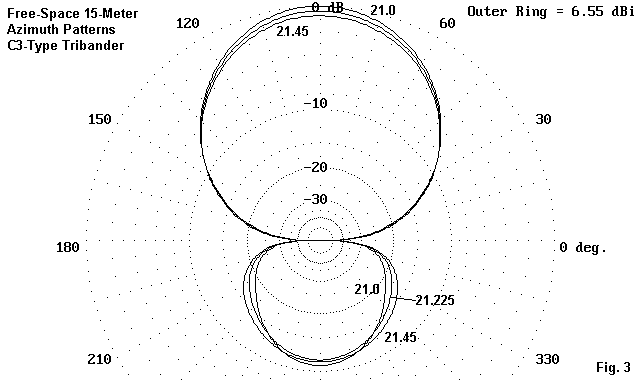 Free-Space 15-Meter
Azimuth Patterns
C3-Type Tribander
120
0 dB
21.0
60
Outer Ring = 6.55 dBi
21.45
-10
150
30
-20
-30
180
0 deg.
21.0
21.225
21.45
210
330
Fig. 3